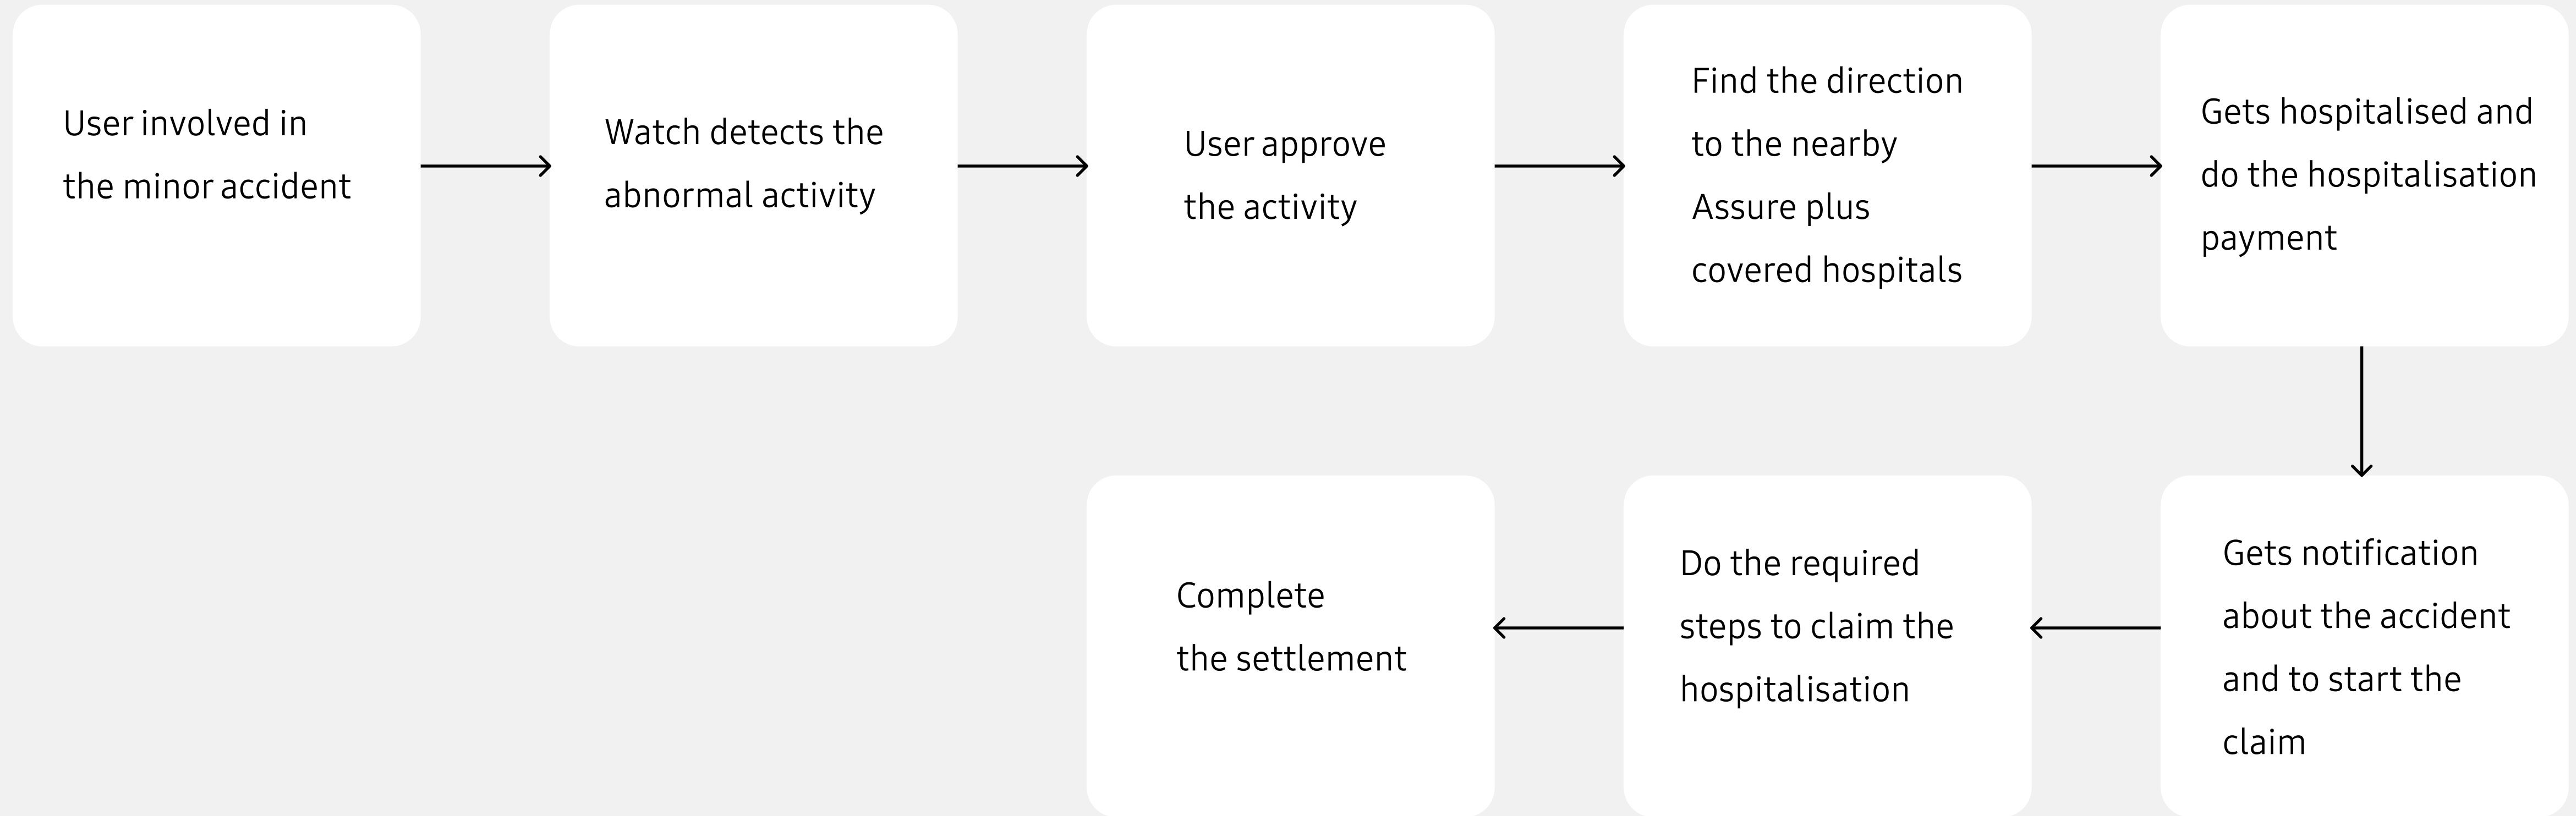 User involved in
the minor accident
Watch detects the
abnormal activity
User approve
the activity
Find the direction
to the nearby
Assure plus
covered hospitals
Gets hospitalised and
do the hospitalisation
payment
Gets notification
about the accident
and to start the
claim
Do the required
steps to claim the
hospitalisation
Complete
the settlement